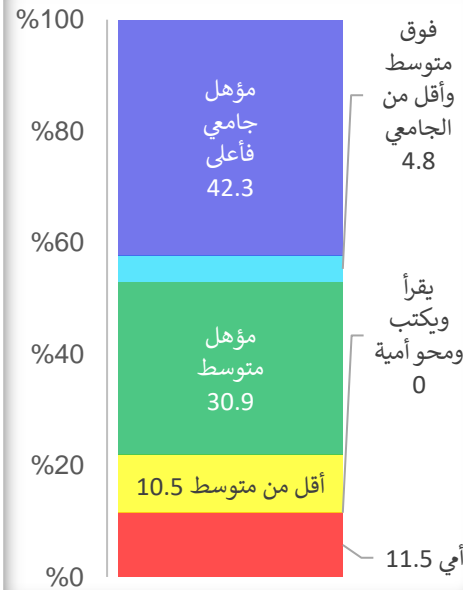 %100
%80
%60
%40
%20
%0
مؤهل
جامعي
فأعلى
42.3
فوق
متوسط
وأقل من
الجامعي
4.8
مؤهل
متوسط
30.9
يقرأ
ويكتب
ومحو أمية
0
أقل من متوسط 10.5
أمي 11.5